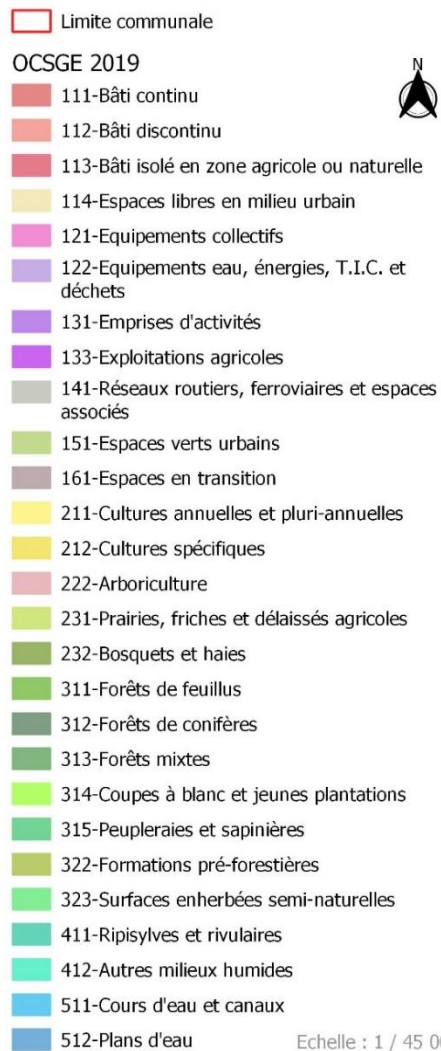 Limite communale
OCSGE 2019
N
111-Bâti continu
112-Bâti discontinu
113-Bâti isolé en zone agricole ou naturelle
114-Espaces libres en milieu urbain
121-Equipements collectifs
122-Equipements eau, énergies, T.I.C. et
déchets
131-Emprises d'activités
133-Exploitations agricoles
141-Réseaux routiers, ferroviaires et espaces
associés
151-Espaces verts urbains
161-Espaces en transition
211-Cultures annuelles et pluri-annuelles
212-Cultures spécifiques
222-Arboriculture
231-Prairies, friches et délaissés agricoles
232-Bosquets et haies
311-Forêts de feuillus
312-Forêts de conifères
313-Forêts mixtes
314-Coupes à blanc et jeunes plantations
315-Peupleraies et sapinières
322-Formations pré-forestières
323-Surfaces enherbées semi-naturelles
411-Ripisylves et rivulaires
412-Autres milieux humides
511-Cours d'eau et canaux
512-Plans d'eau
Echelle : 1 / 45 0